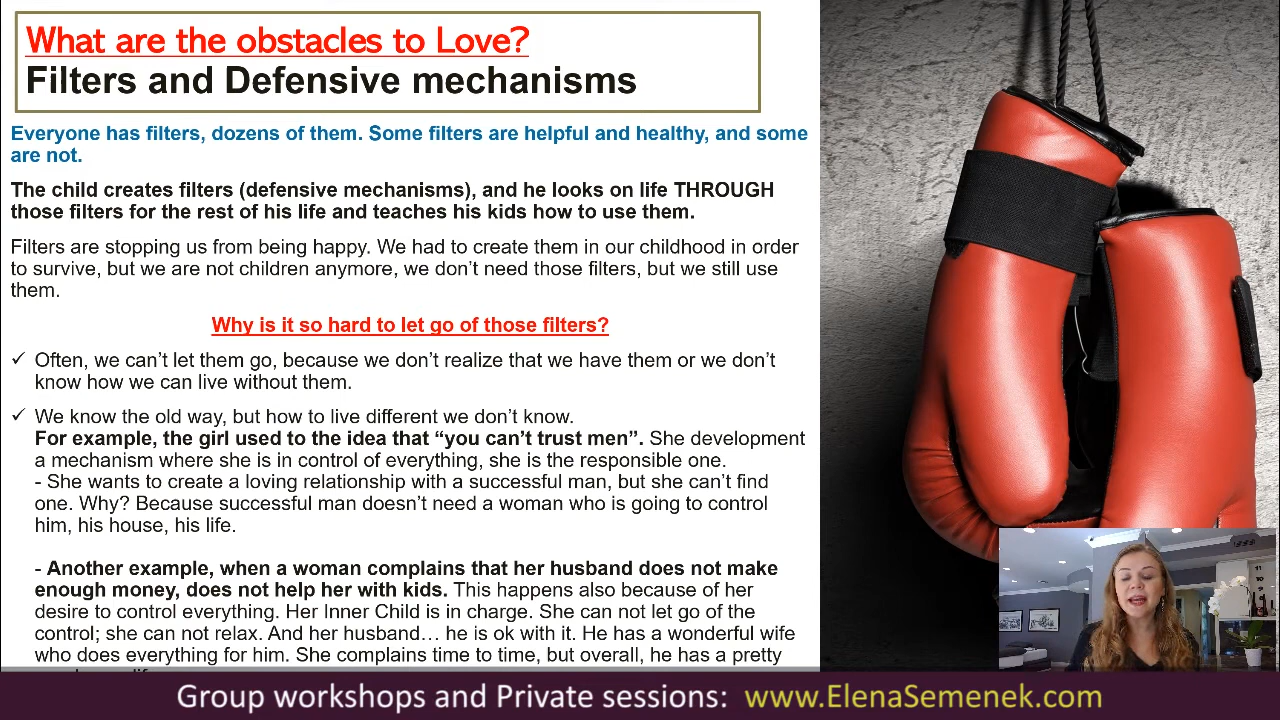 What are the obstacles to Love?
Filters and Defensive mechanisms
Everyone has filters, dozens of them. Some filters are helpful and healthy, and some
are not.
The child creates filters (defensive mechanisms), and he looks on life THROUGH
those filters for the rest of his life and teaches his kids how to use them.
Filters are stopping us from being happy. We had to create them in our childhood in order
to survive, but we are not children anymore, we don’t need those filters, but we still use
them.
Why is it so hard to let go of those filters?
✓ Often, we can’t let them go, because we don’t realize that we have them or we don’t
know how we can live without them.
✓ We know the old way, but how to live different we don’t know.
For example, the girl used to the idea that “you can’t trust men”. She development
a mechanism where she is in control of everything, she is the responsible one.
- She wants to create a loving relationship with a successful man, but she can’t find
one. Why? Because successful man doesn’t need a woman who is going to control
him, his house, his life.
- Another example, when a woman complains that her husband does not make
enough money, does not help her with kids. This happens also because of her
desire to control everything. Her Inner Child is in charge. She can not let go of the
control; she can not relax. And her husband… he is ok with it. He has a wonderful wife
who does everything for him. She complains time to time, but overall, he has a pretty
Group workshops and Private sessions: www.ElenaSemenek.com